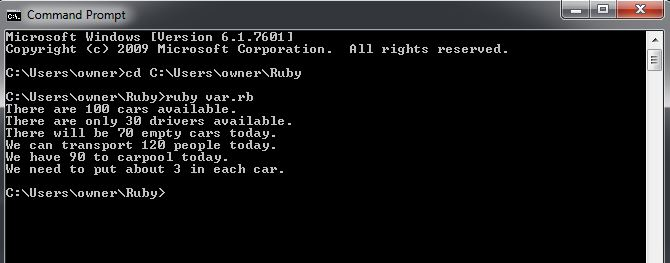 Command Prompt
Microsoft Windows [Version 6.1.7601]
Copyright (c) 2009 Microsoft Corporation.  All rights reserved.
C:\Users\owner>cd C:\Users\owner\Ruby
C:\Users\owner\Ruby>ruby var.rb
There are 100 cars available.
There are only 30 drivers available.
There will be 70 empty cars today.
We can transport 120 people today.
We have 90 to carpool today.
We need to put about 3 in each car.
C:\Users\owner\Ruby>